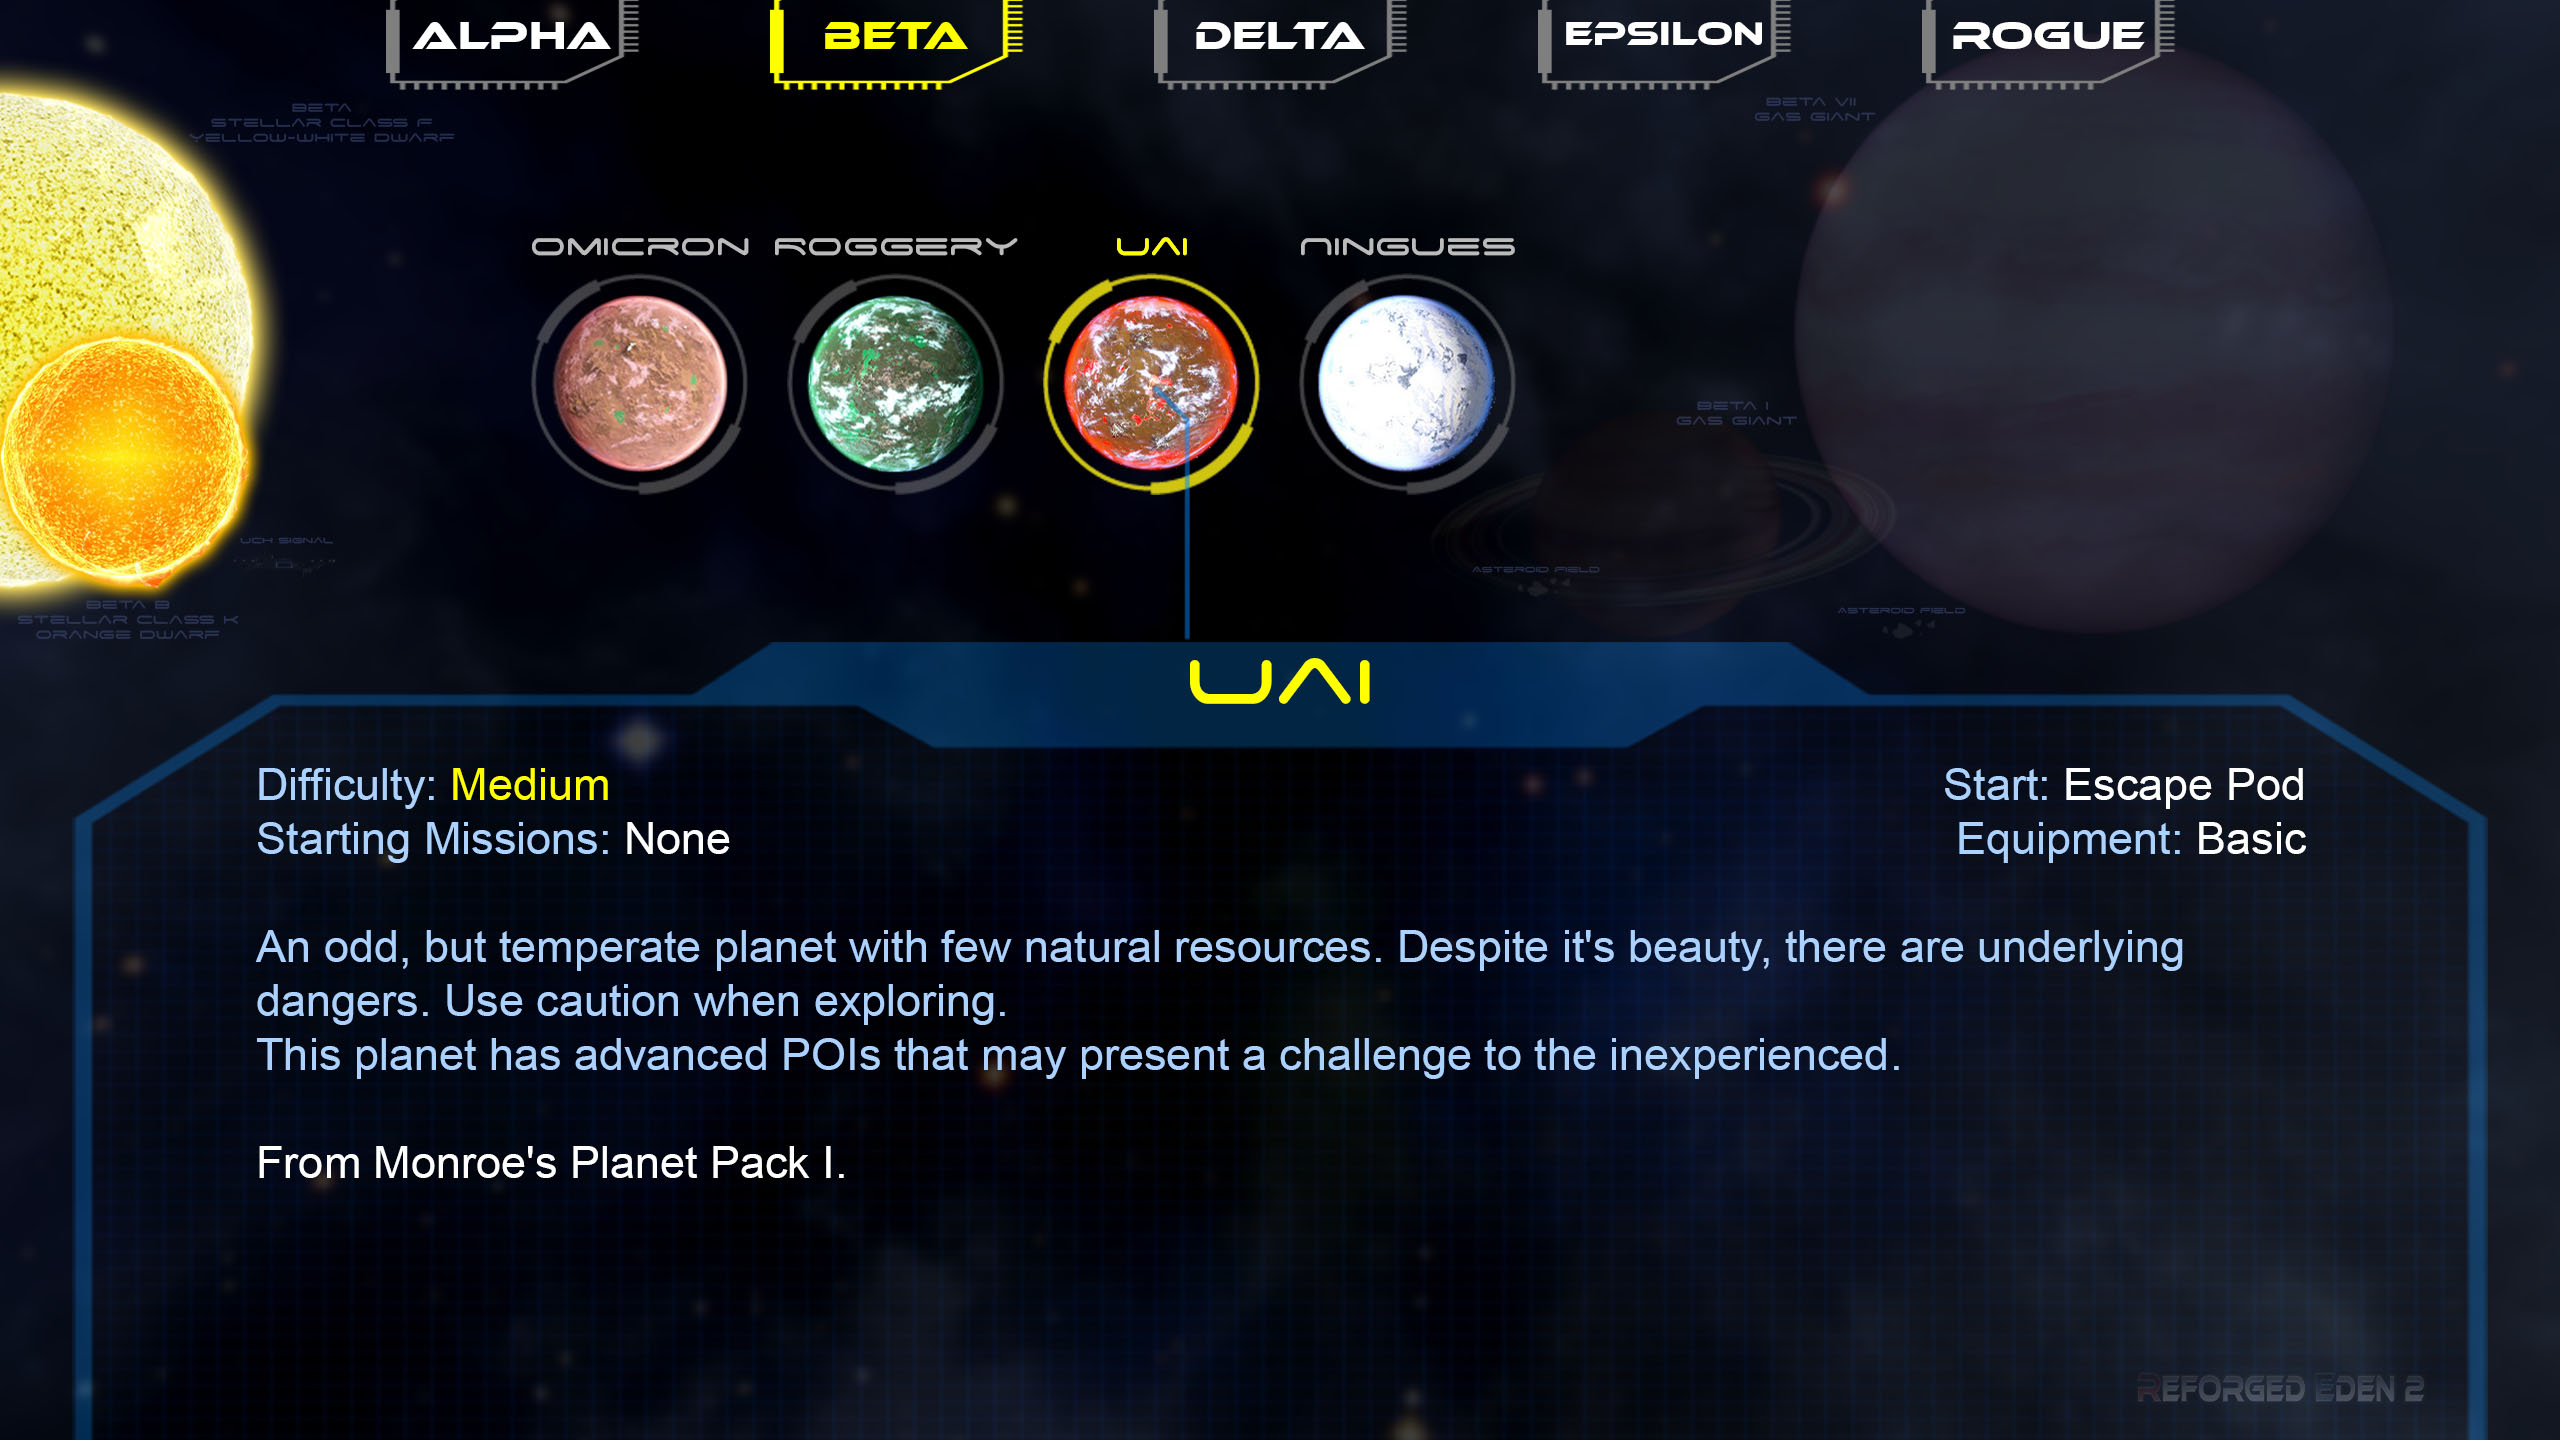 ALPHA
BETA
DELTA
EPSILON
ROGUE
BETA
STELLAR CLASS F
YELLOW-WHITE DWARF
BETA VII
GAS GIANT
OMICRON
ROGGERY
UAI
NINGUES
BETA I
GAS GIANT
UCH SIGNAL
ASTEROID FIELD
BETA B
STELLAR CLASS K
ORANGE DWARF
ASTEROID FIELD
UAI
Difficulty: Medium
Start: Escape Pod
Starting Missions: None
Equipment: Basic
An odd, but temperate planet with few natural resources. Despite it's beauty, there are underlying
dangers. Use caution when exploring.
This planet has advanced POIs that may present a challenge to the inexperienced.
From Monroe's Planet Pack I.
REFORGED EDEN 2